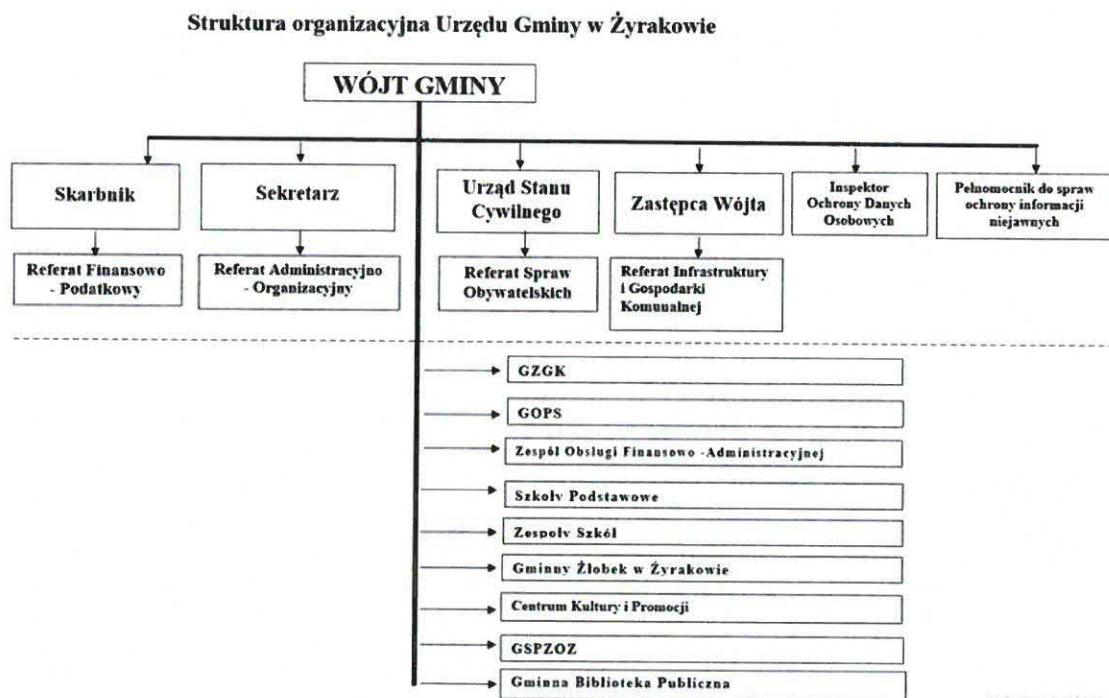 Struktura organizacyjna Urzędu Gminy w Żyrakowie
WÓJT GMINY
Skarbnik
Sekretarz
Urząd Stanu
Cywilnego
Zastępca Wójta
Inspektor
Ochrony Danych
Osobowych
Pełnomocnik do spraw
ochrony informacji
niejawnych
Referat Finansowo
- Podatkowy
Referat Administracyjno
- Organizacyjny
Referat Spraw
Obywatelskich
Referat Infrastruktury
i Gospodarki
Komunalnej
GZGK
GOPS
Zespół Obsługi Finansowo -Administracyjnej
Szkoły Podstawowe
Zespoły Szkół
Gminny Żłobek w Żyrakowie
Centrum Kultury i Promocji
GSPZOZ
Gminna Biblioteka Publiczna